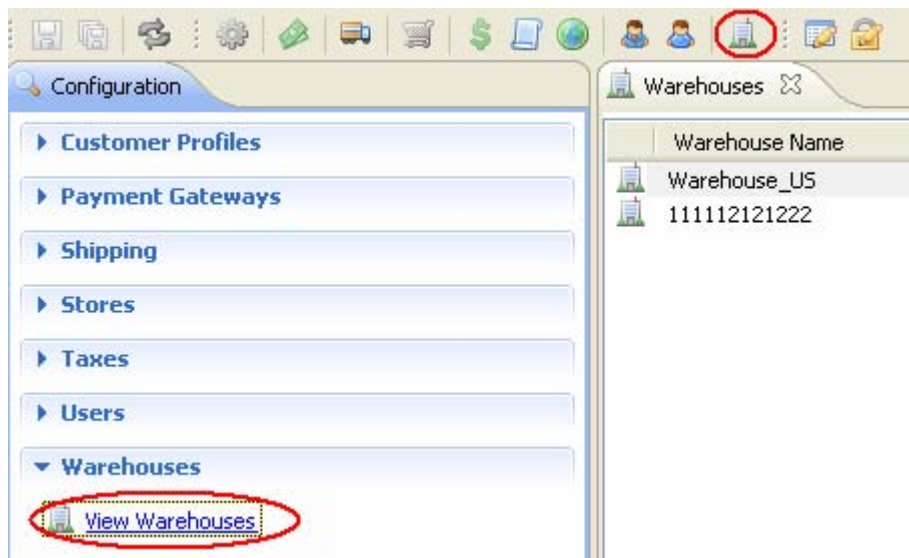 Configuration
Customer Profiles
Payment Gateways
Shipping
Stores
Taxes
Users
Warehouses
View Warehouses
Warehouses
Warehouse Name
Warehouse_US
111112121222